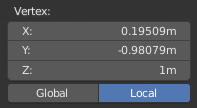 Vertex:
X: 0.19509m
Y: -0.98079m
Z: 1m
Global Local